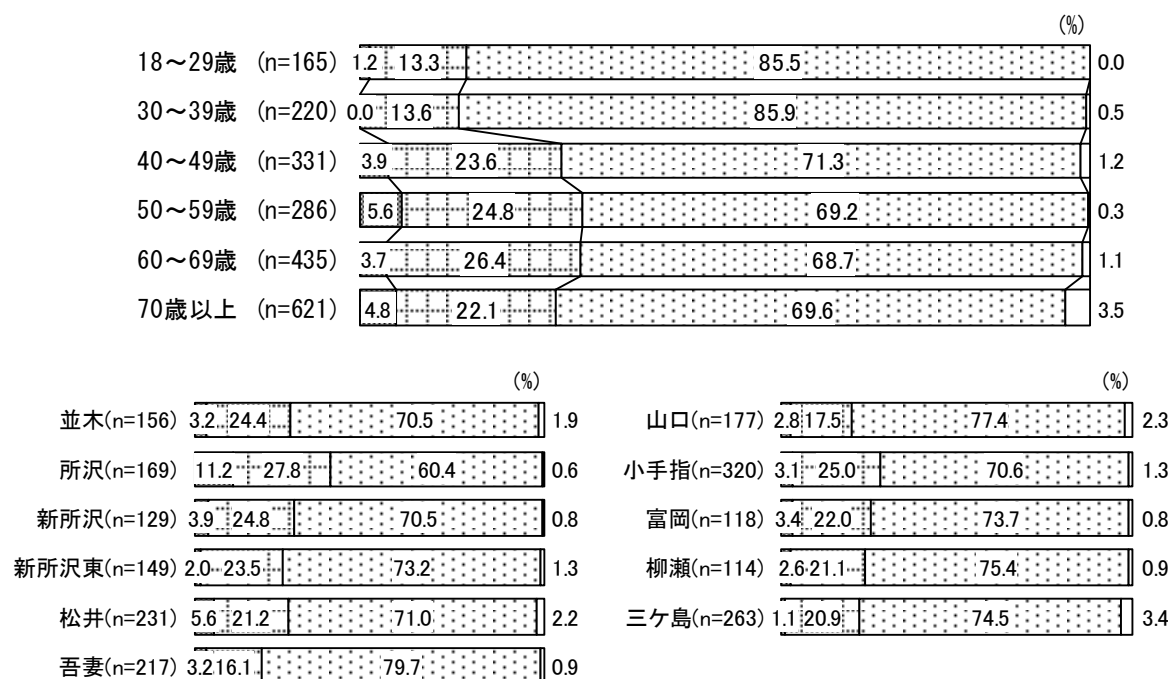 (%)
18～29歳 (n=165) 1.2 13.3 85.5 0.0
30～39歳 (n=220) 0.0 13.6 85.9 0.5
40～49歳 (n=331) 3.9 23.6 71.3 1.2
50～59歳 (n=286) 5.6 24.8 69.2 0.3
60～69歳 (n=435) 3.7 26.4 68.7 1.1
70歳以上 (n=621) 4.8 22.1 69.6 3.5
(%)
並木(n=156) 3.2 24.4 70.5 1.9
所沢(n=169) 11.2 27.8 60.4 0.6
新所沢(n=129) 3.9 24.8 70.5 0.8
新所沢東(n=149) 2.0 23.5 73.2 1.3
松井(n=231) 5.6 21.2 71.0 2.2
吾妻(n=217) 3.2 16.1 79.7 0.9
(%)
山口(n=177) 2.8 17.5 77.4 2.3
小手指(n=320) 3.1 25.0 70.6 1.3
富岡(n=118) 3.4 22.0 73.7 0.8
柳瀬(n=114) 2.6 21.1 75.4 0.9
三ケ島(n=263) 1.1 20.9 74.5 3.4